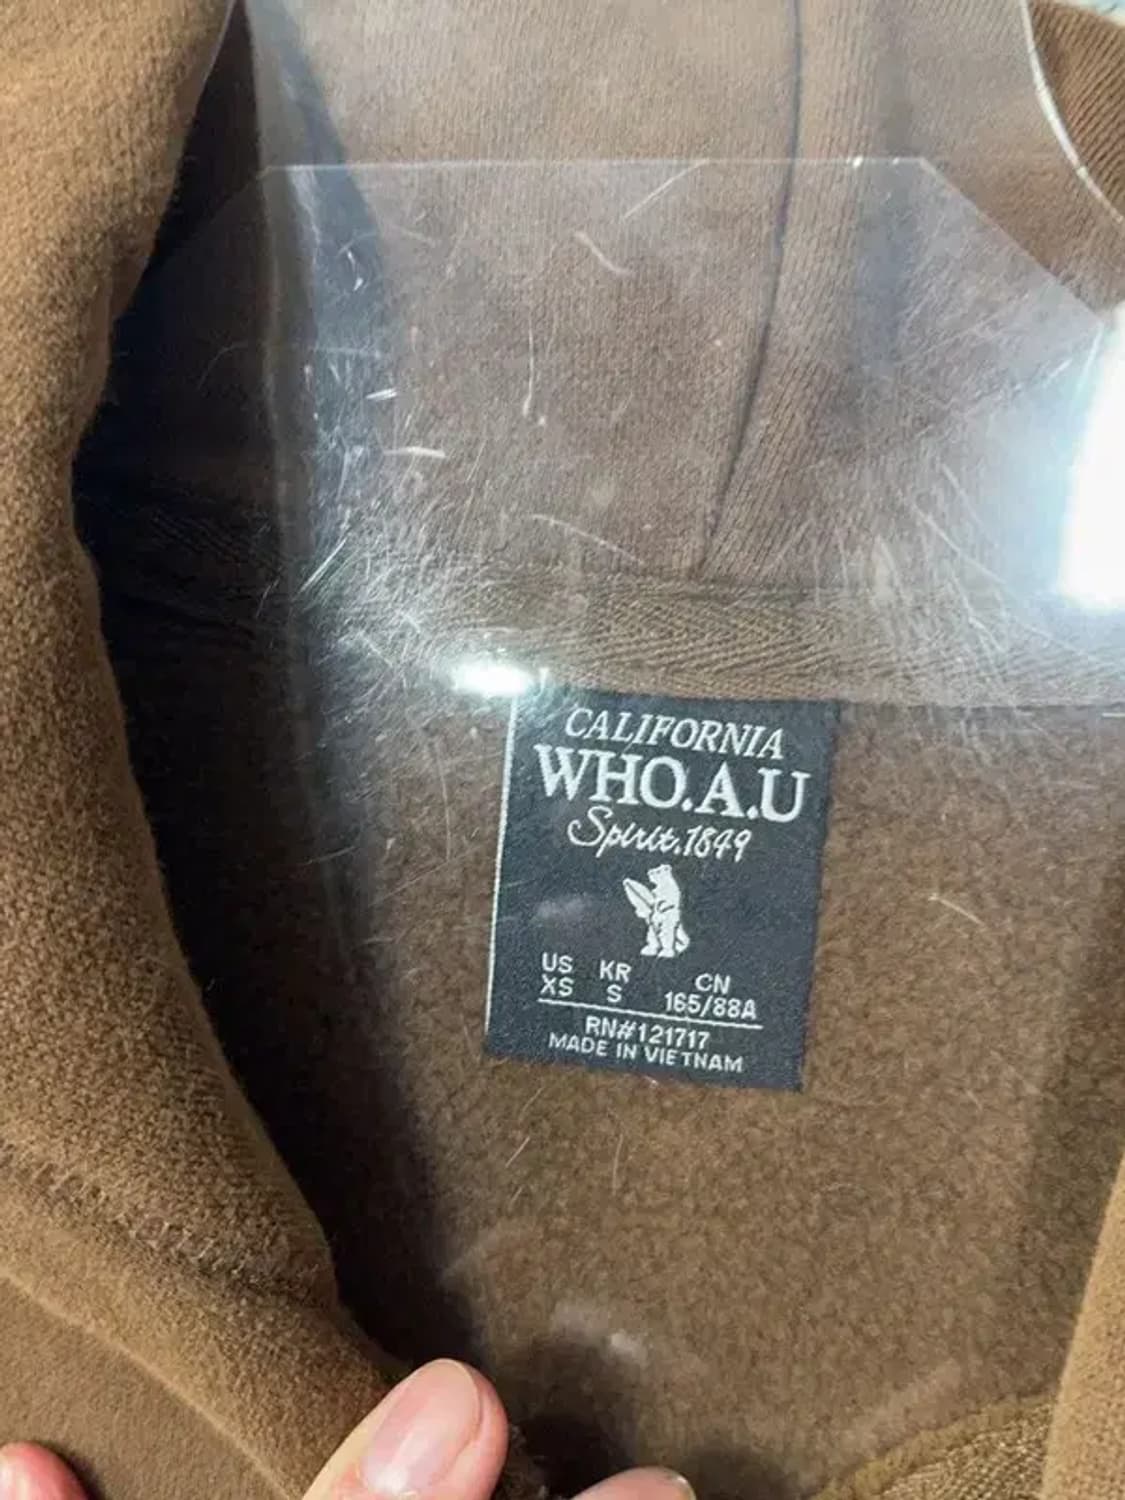 CALIFORNIA
WHO.A.U
Spirit.1849
US KR CN
XS S 165/88A
RN#121717
MADE IN VIETNAM